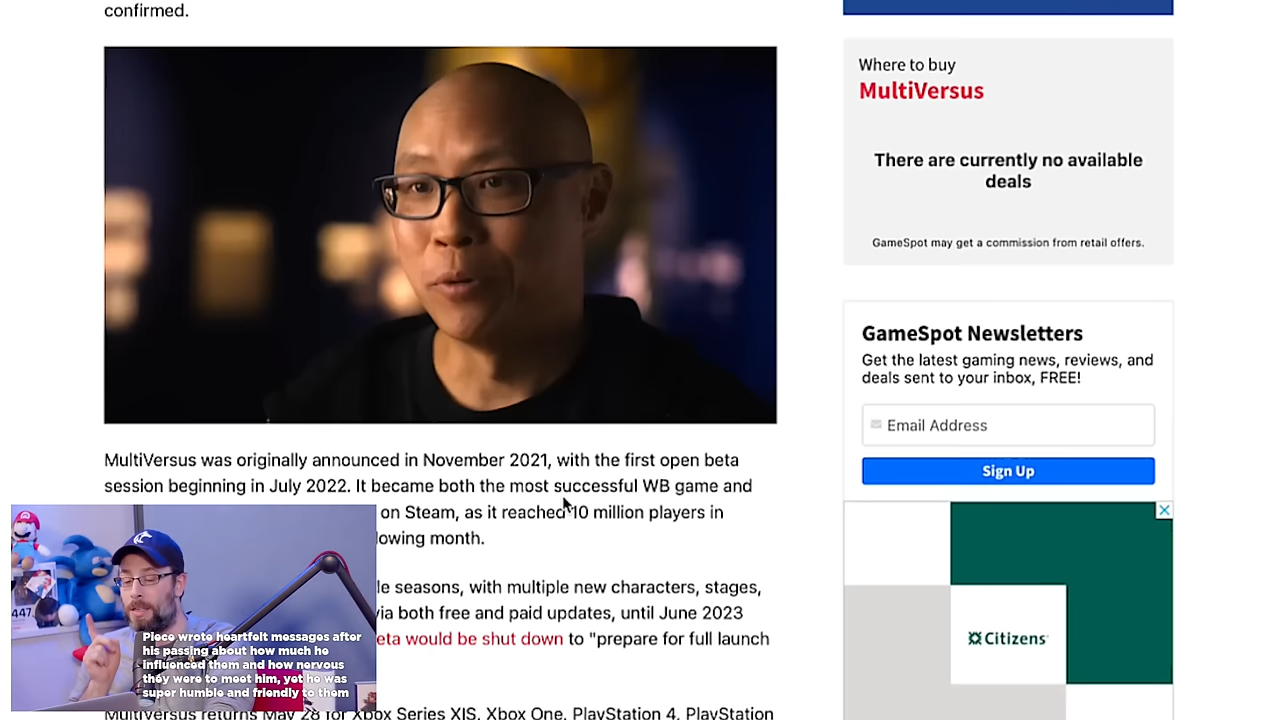 confirmed.
MultiVersus was originally announced in November 2021, with the first open beta
session beginning in July 2022. It became both the most successful WB game and
on Steam, as it reached 10 million players in
lowing month.
le seasons, with multiple new characters, stages,
via both free and paid updates, until June 2023
eta would be shut down to "prepare for full launch
MultiVersus returns May 28 for Xbox Series X|S, Xbox One, PlayStation 4, PlayStation
Where to buy
MultiVersus
There are currently no available
deals
GameSpot may get a commission from retail offers.
GameSpot Newsletters
Get the latest gaming news, reviews, and
deals sent to your inbox, FREE!
Email Address
Sign Up
Citizens
447
Piece wrote heartfelt messages after
his passing about how much he
influenced them and how nervous
they were to meet him, yet he was
super humble and friendly to them